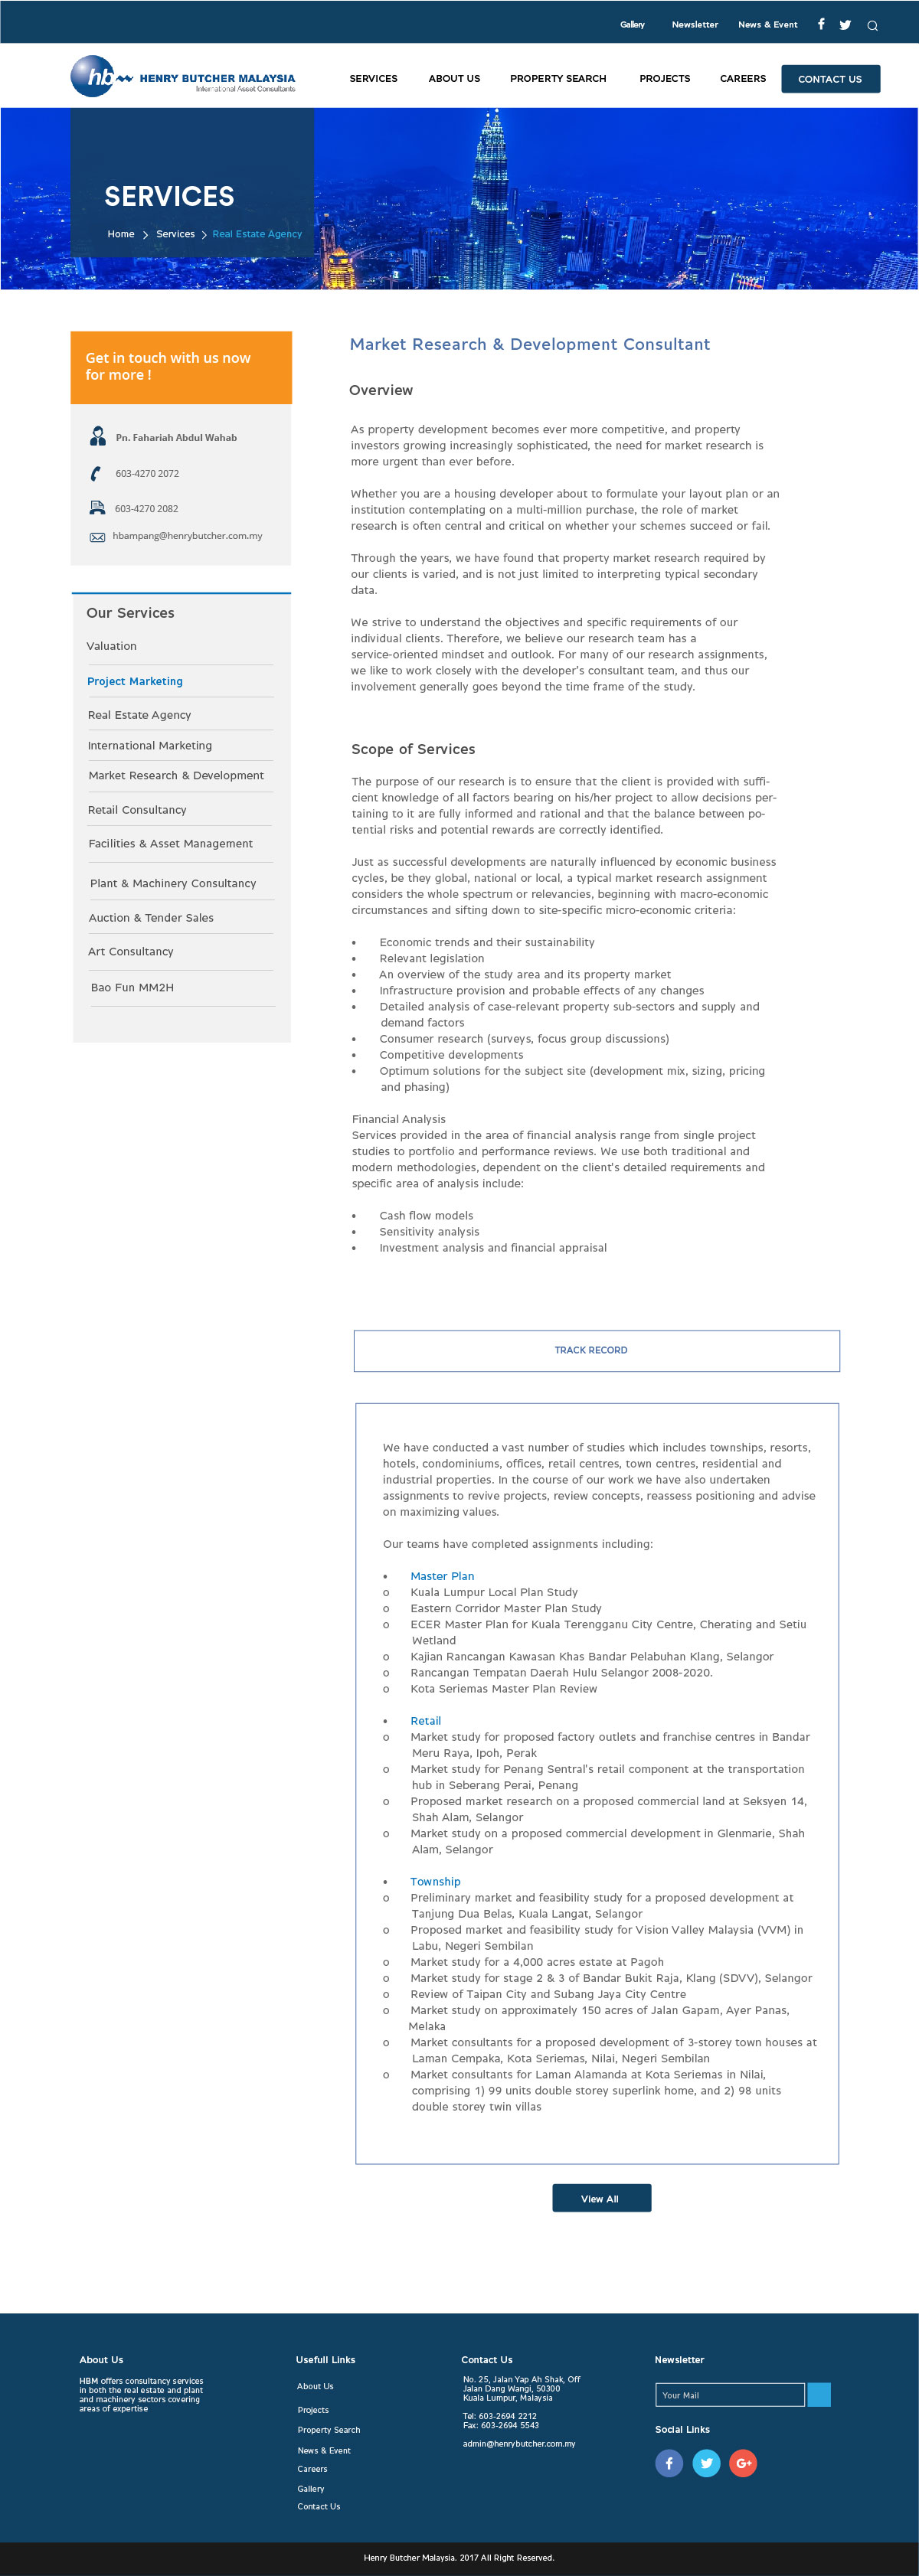 Gallery Newsletter News & Event
hb HENRY BUTCHER MALAYSIA
International Asset Consultants
SERVICES ABOUT US PROPERTY SEARCH PROJECTS CAREERS CONTACT US
SERVICES
Home > Services > Real Estate Agency
Get in touch with us now
for more !
Pn. Fahariah Abdul Wahab
603-4270 2072
603-4270 2082
hbampang@henrybutcher.com.my
Our Services
Valuation
Project Marketing
Real Estate Agency
International Marketing
Market Research & Development
Retail Consultancy
Facilities & Asset Management
Plant & Machinery Consultancy
Auction & Tender Sales
Art Consultancy
Bao Fun MM2H
Market Research & Development Consultant
Overview
As property development becomes ever more competitive, and property
investors growing increasingly sophisticated, the need for market research is
more urgent than ever before.
Whether you are a housing developer about to formulate your layout plan or an
institution contemplating on a multi-million purchase, the role of market
research is often central and critical on whether your schemes succeed or fail.
Through the years, we have found that property market research required by
our clients is varied, and is not just limited to interpreting typical secondary
data.
We strive to understand the objectives and specific requirements of our
individual clients. Therefore, we believe our research team has a
service-oriented mindset and outlook. For many of our research assignments,
we like to work closely with the developer's consultant team, and thus our
involvement generally goes beyond the time frame of the study.
Scope of Services
The purpose of our research is to ensure that the client is provided with suffi-
cient knowledge of all factors bearing on his/her project to allow decisions per-
taining to it are fully informed and rational and that the balance between po-
tential risks and potential rewards are correctly identified.
Just as successful developments are naturally influenced by economic business
cycles, be they global, national or local, a typical market research assignment
considers the whole spectrum or relevancies, beginning with macro-economic
circumstances and sifting down to site-specific micro-economic criteria:
• Economic trends and their sustainability
• Relevant legislation
• An overview of the study area and its property market
• Infrastructure provision and probable effects of any changes
• Detailed analysis of case-relevant property sub-sectors and supply and
demand factors
• Consumer research (surveys, focus group discussions)
• Competitive developments
• Optimum solutions for the subject site (development mix, sizing, pricing
and phasing)
Financial Analysis
Services provided in the area of financial analysis range from single project
studies to portfolio and performance reviews. We use both traditional and
modern methodologies, dependent on the client's detailed requirements and
specific area of analysis include:
• Cash flow models
• Sensitivity analysis
• Investment analysis and financial appraisal
TRACK RECORD
We have conducted a vast number of studies which includes townships, resorts,
hotels, condominiums, offices, retail centres, town centres, residential and
industrial properties. In the course of our work we have also undertaken
assignments to revive projects, review concepts, reassess positioning and advise
on maximizing values.
Our teams have completed assignments including:
• Master Plan
o Kuala Lumpur Local Plan Study
o Eastern Corridor Master Plan Study
o ECER Master Plan for Kuala Terengganu City Centre, Cherating and Setiu
Wetland
o Kajian Rancangan Kawasan Khas Bandar Pelabuhan Klang, Selangor
o Rancangan Tempatan Daerah Hulu Selangor 2008-2020.
o Kota Seriemas Master Plan Review
• Retail
o Market study for proposed factory outlets and franchise centres in Bandar
Meru Raya, Ipoh, Perak
o Market study for Penang Sentral's retail component at the transportation
hub in Seberang Perai, Penang
o Proposed market research on a proposed commercial land at Seksyen 14,
Shah Alam, Selangor
o Market study on a proposed commercial development in Glenmarie, Shah
Alam, Selangor
• Township
o Preliminary market and feasibility study for a proposed development at
Tanjung Dua Belas, Kuala Langat, Selangor
o Proposed market and feasibility study for Vision Valley Malaysia (VVM) in
Labu, Negeri Sembilan
o Market study for a 4,000 acres estate at Pagoh
o Market study for stage 2 & 3 of Bandar Bukit Raja, Klang (SDVV), Selangor
o Review of Taipan City and Subang Jaya City Centre
o Market study on approximately 150 acres of Jalan Gapam, Ayer Panas,
Melaka
o Market consultants for a proposed development of 3-storey town houses at
Laman Cempaka, Kota Seriemas, Nilai, Negeri Sembilan
o Market consultants for Laman Alamanda at Kota Seriemas in Nilai,
comprising 1) 99 units double storey superlink home, and 2) 98 units
double storey twin villas
View All
About Us
HBM offers consultancy services
in both the real estate and plant
and machinery sectors covering
areas of expertise
Usefull Links
About Us
Projects
Property Search
News & Event
Careers
Gallery
Contact Us
Contact Us
No. 25, Jalan Yap Ah Shak, Off
Jalan Dang Wangi, 50300
Kuala Lumpur, Malaysia
Tel: 603-2694 2212
Fax: 603-2694 5543
admin@henrybutcher.com.my
Newsletter
Your Mail
Social Links
Henry Butcher Malaysia. 2017 All Right Reserved.